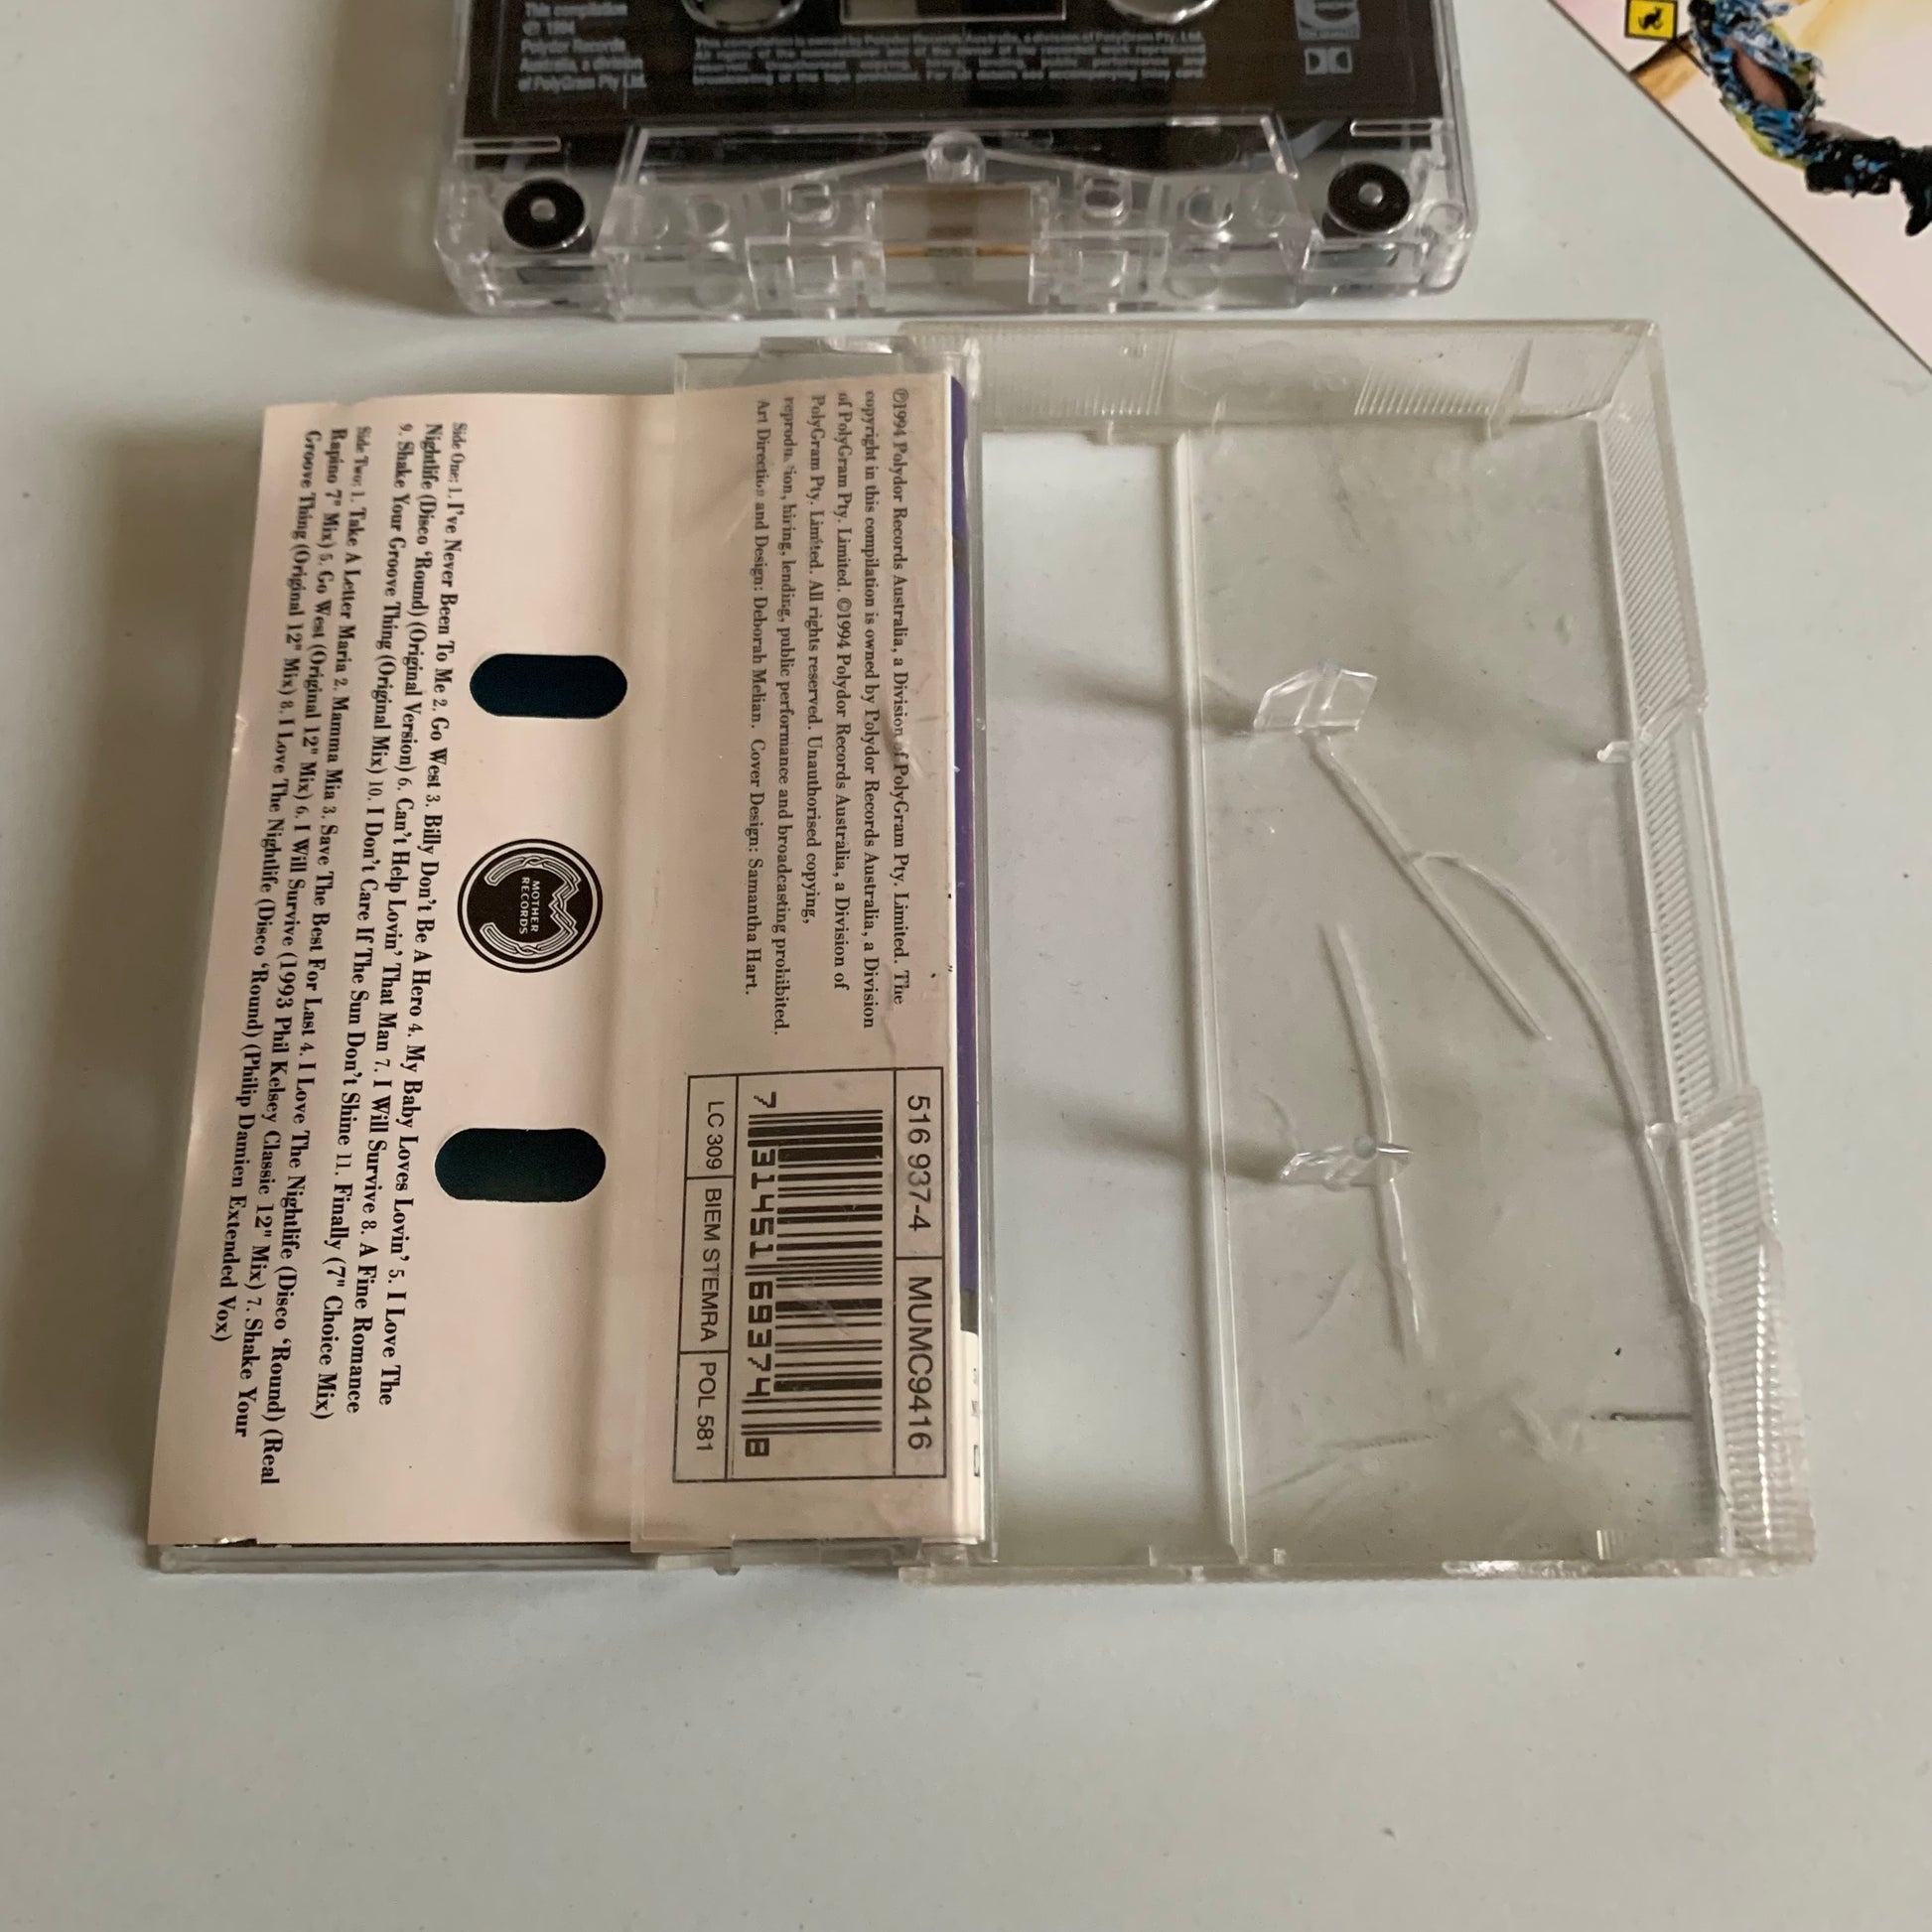 This compilation
1994
Polydor Records
Australia, a division
of PolyGram Pty Ltd.
Side One: 1. I've Never Been To Me 2. Go West 3. Billy Don't Be A Hero 4. My Baby Loves Lovin' 5. I Love The
Nightlife (Disco 'Round) (Original Version) 6. Can't Help Lovin' That Man 7. I Will Survive 8. A Fine Romance
9. Shake Your Groove Thing (Original Mix) 10. I Don't Care If The Sun Don't Shine 11. Finally (7" Choice Mix)
Side Two: 1. Take A Letter Maria 2. Mamma Mia 3. Save The Best For Last 4. I Love The Nightlife (Disco 'Round) (Real
Rapino 7" Mix) 5. Go West (Original 12" Mix) 6. I Will Survive (1993 Phil Kelsey Classic 12" Mix) 7. Shake Your
Groove Thing (Original 12" Mix) 8. I Love The Nightlife (Disco 'Round) (Philip Damien Extended Vox)
MOTHER
RECORDS
℗1994 Polydor Records Australia, a Division of PolyGram Pty. Limited. The
copyright in this compilation is owned by Polydor Records Australia, a Division
of PolyGram Pty. Limited. ©1994 Polydor Records Australia, a Division of
PolyGram Pty. Limited. All rights reserved. Unauthorised copying,
reproduction, hiring, lending, public performance and broadcasting prohibited.
Art Direction and Design: Deborah Melian. Cover Design: Samantha Hart.
516 937-4 MUMC9416
7 31451 69374 8
LC 309 BIEM STEMRA POL 581